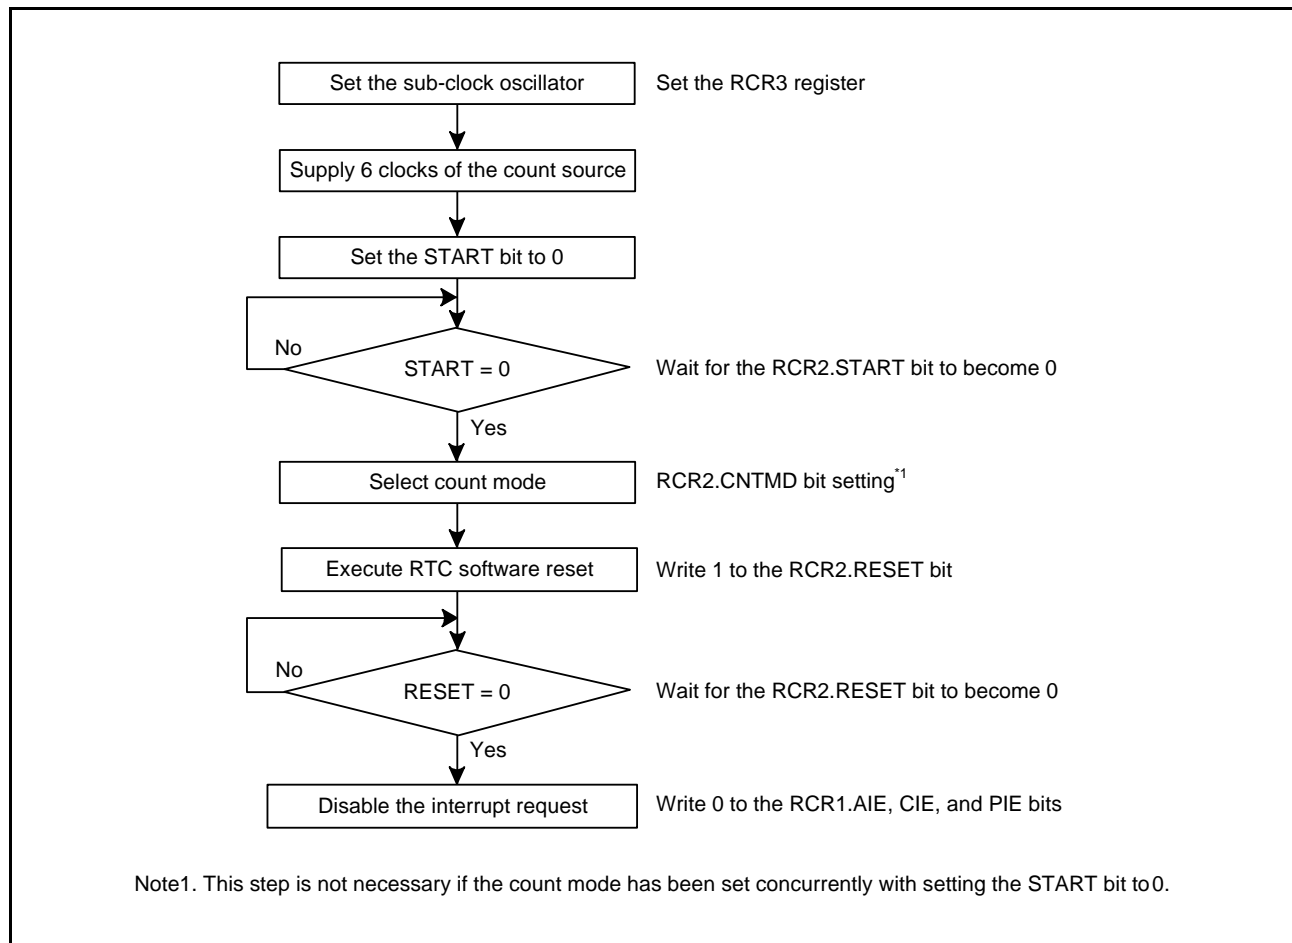 Set the sub-clock oscillator Set the RCR3 register
Supply 6 clocks of the count source
Set the START bit to 0
No
START = 0 Wait for the RCR2.START bit to become 0
Yes
Select count mode RCR2.CNTMD bit setting*1
Execute RTC software reset Write 1 to the RCR2.RESET bit
No
RESET = 0 Wait for the RCR2.RESET bit to become 0
Yes
Disable the interrupt request Write 0 to the RCR1.AIE, CIE, and PIE bits
Note1. This step is not necessary if the count mode has been set concurrently with setting the START bit to 0.